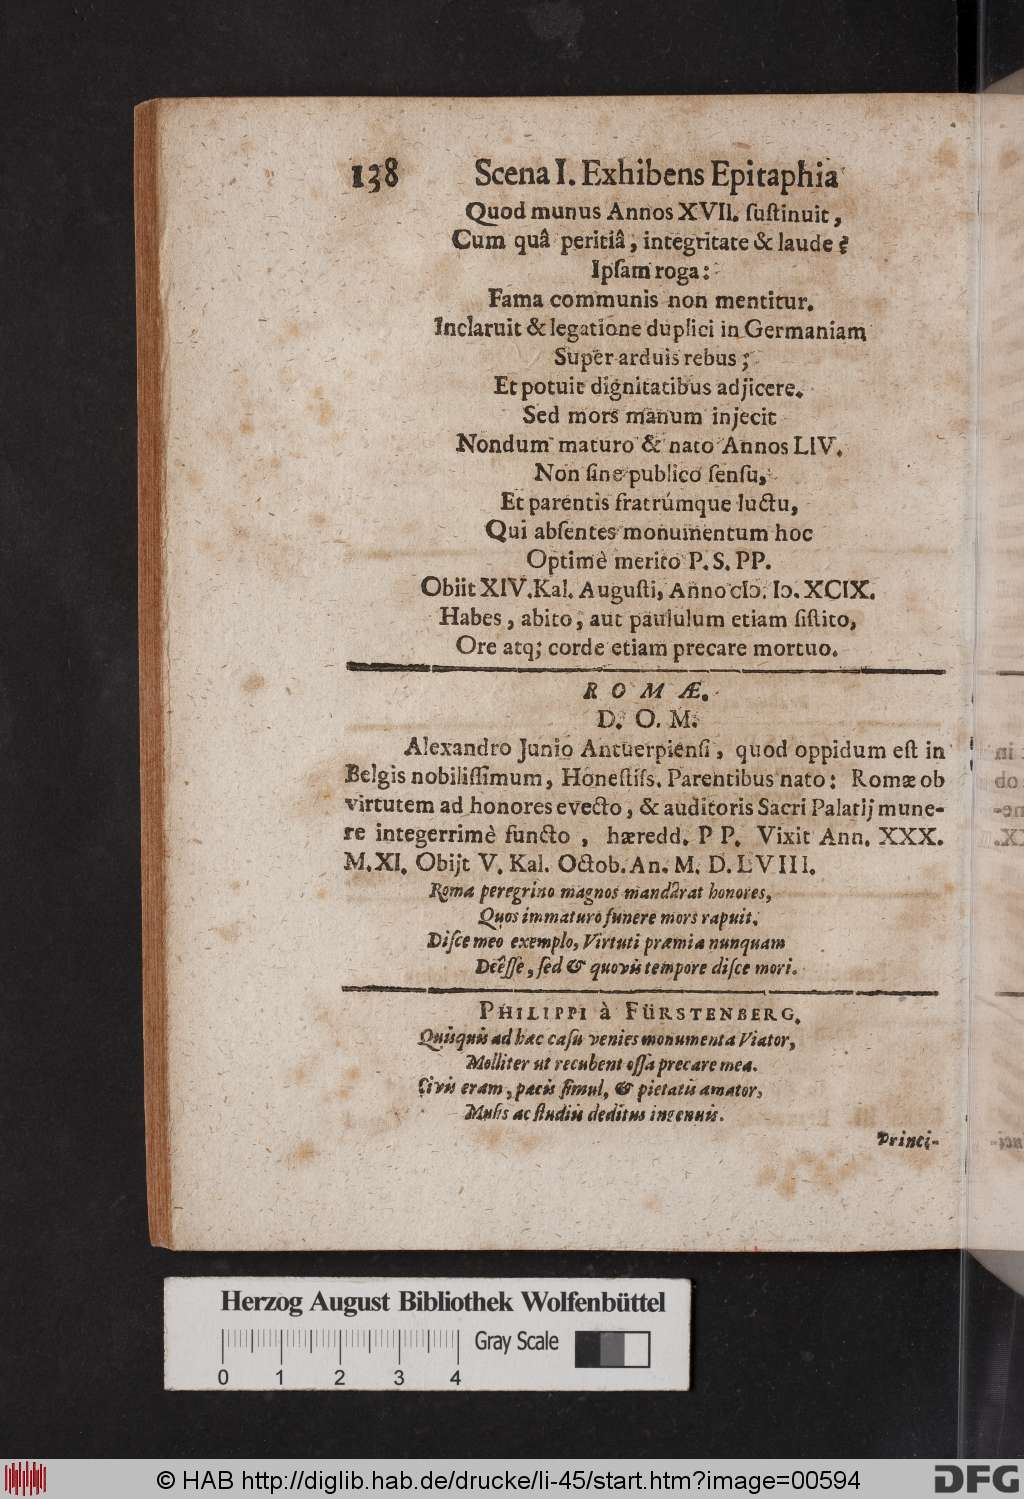 138 Scena I. Exhibens Epitaphia
Quod munus Annos XVII. ſuſtinuit,
Cum quâ peritiâ, integritate & laude?
Ipſam roga:
Fama communis non mentitur.
Inclaruit & legatione duplici in Germaniam
Super arduis rebus;
Et potuit dignitatibus adjicere.
Sed mors manum injecit
Nondum maturo & nato Annos LIV.
Non ſine publico ſenſu,
Et parentis fratrúmque luctu,
Qui abſentes monumentum hoc
Optimè merito P. S. PP.
Obiit XIV. Kal. Auguſti, Anno cIↄ. Iↄ. XCIX.
Habes, abito, aut paululum etiam ſiſtito,
Ore atq; corde etiam precare mortuo.
ROMÆ.
D. O. M.
Alexandro Junio Antuerpienſi, quod oppidum eſt in
Belgis nobiliſſimum, Honeſtiſs. Parentibus nato: Romæ ob
virtutem ad honores evecto, & auditoris Sacri Palatij mune-
re integerrimè functo, hæredd. P P. Vixit Ann. XXX.
M. XI. Obijt V. Kal. Octob. An. M. D. LVIII.
Roma peregrino magnos mandârat honores,
Quos immaturo funere mors rapuit.
Diſce meo exemplo, Virtuti præmia nunquam
Deêſſe, ſed & quovis tempore diſce mori.
PHILIPPI à FÜRSTENBERG.
Quisquis ad hac caſu venies monumenta Viator,
Molliter ut recubent oſſa precare mea.
Civis eram, pacis ſimul, & pietatis amator,
Muſis ac ſtudiis deditus ingenuis.
Princi-
Herzog August Bibliothek Wolfenbüttel
Gray Scale
0 1 2 3 4
© HAB http://diglib.hab.de/drucke/li-45/start.htm?image=00594
DFG